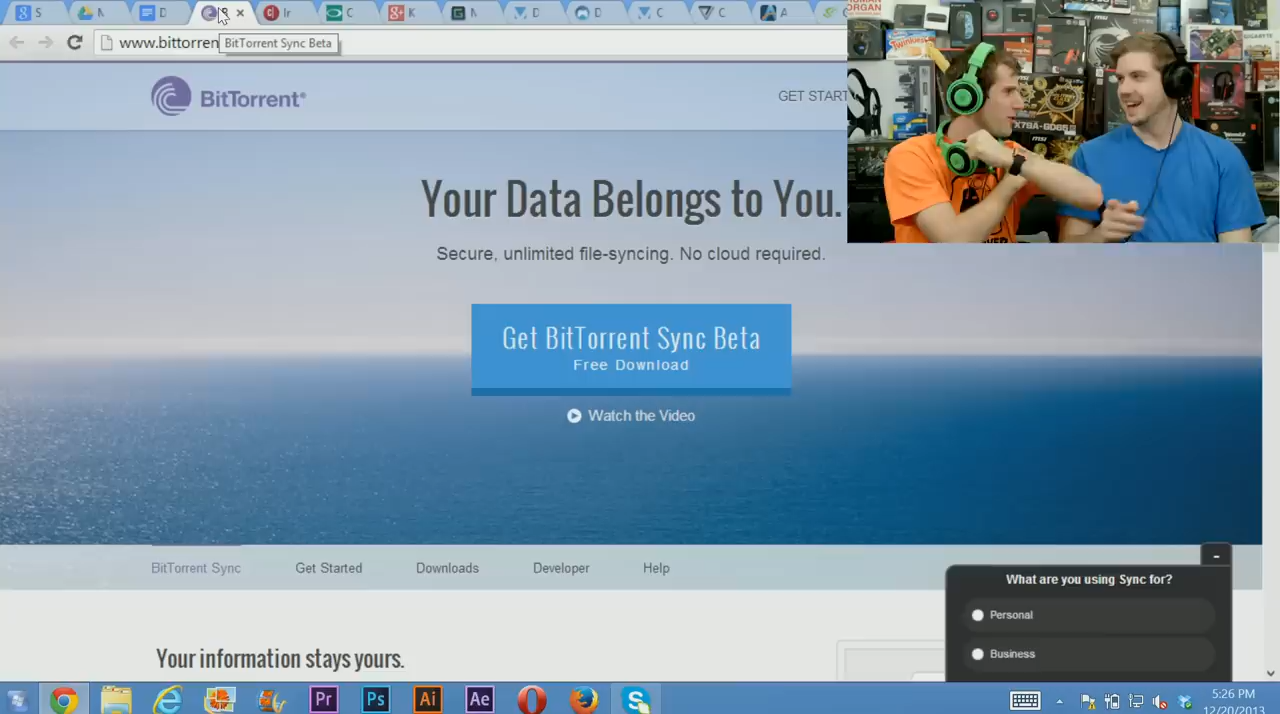 www.bittorren
BitTorrent Sync Beta
BitTorrent®
GET START
Your Data Belongs to You.
Secure, unlimited file-syncing. No cloud required.
Get BitTorrent Sync Beta
Free Download
Watch the Video
BitTorrent Sync
Get Started
Downloads
Developer
Help
What are you using Sync for?
Personal
Business
Your information stays yours.
Pr
Ps
Ai
Ae
5:26 PM
12/20/2013